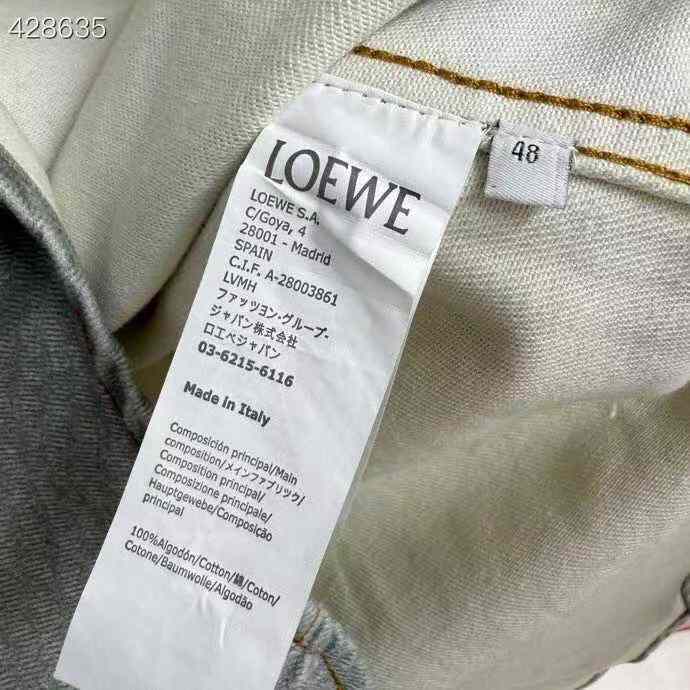 428635
LOEWE
48
LOEWE S.A.
C/Goya, 4
28001 - Madrid
SPAIN
C.I.F. A-28003861
LVMH
ファッツョン·グループ·
ジャパン株式会社
ロエベジャパン
03-6215-6116
Made in Italy
Composición principal/Main
composition/メインファブリック/
Composition principal/
Composizione principale/
Hauptgewebe/Composição
principal
100%Algodón/Cotton/綿/Coton/
Cotone/Baumwolle/Algodão